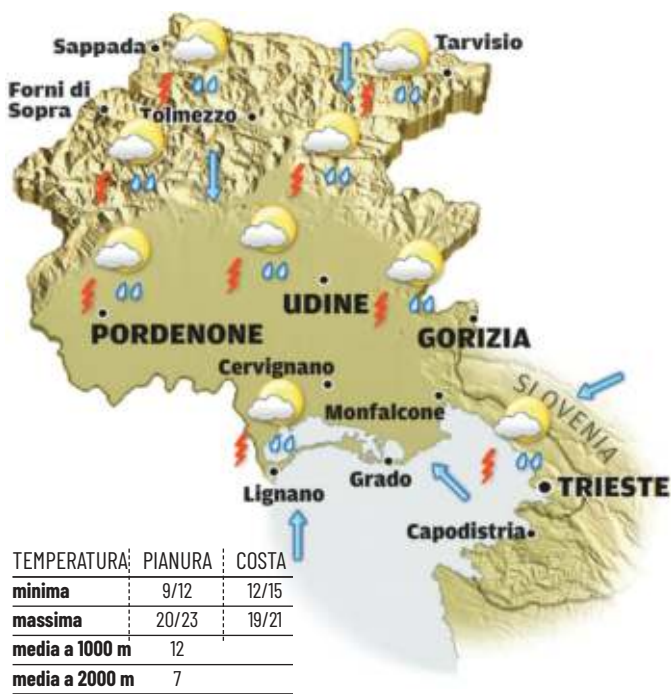 Sappada
Tarvisio
Forni di
Sopra
Tolmezzo
UDINE
PORDENONE
GORIZIA
Cervignano
SLOVENIA
Monfalcone
Grado
Lignano
TRIESTE
Capodistria
TEMPERATURA PIANURA COSTA
minima 9/12 12/15
massima 20/23 19/21
media a 1000 m 12
media a 2000 m 7